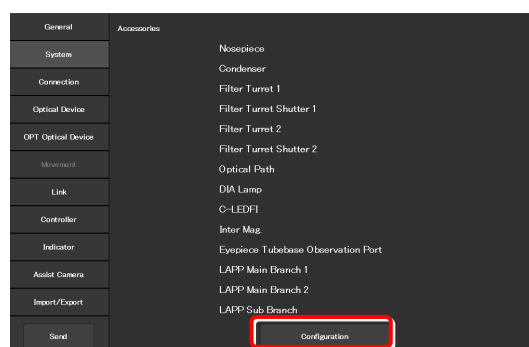 General
System
Connection
Optical Device
OPT Optical Device
Movement
Link
Controller
Indicator
Assist Camera
Import/Export
Send
Accessories
Nosepiece
Condenser
Filter Turret 1
Filter Turret Shutter 1
Filter Turret 2
Filter Turret Shutter 2
Optical Path
DIA Lamp
C-LEDFI
Inter Mag.
Eyepiece Tubebase Observation Port
LAPP Main Branch 1
LAPP Main Branch 2
LAPP Sub Branch
Configuration